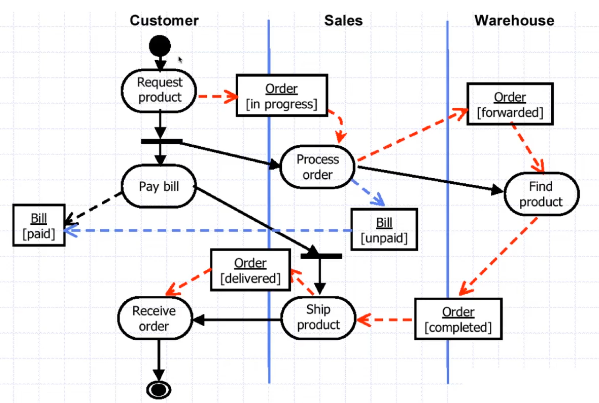 Customer
Sales
Warehouse
Request
product
Order
[in progress]
Order
[forwarded]
Process
order
Pay bill
Find
product
Bill
[paid]
Bill
[unpaid]
Order
[delivered]
Receive
order
Ship
product
Order
[completed]